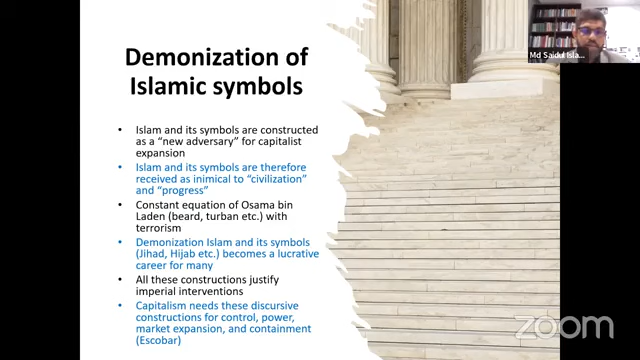 Demonization of
Islamic symbols
• Islam and its symbols are constructed
as a “new adversary” for capitalist
expansion
• Islam and its symbols are therefore
received as inimical to “civilization”
and “progress”
• Constant equation of Osama bin
Laden (beard, turban etc.) with
terrorism
• Demonization Islam and its symbols
(Jihad, Hijab etc.) becomes a lucrative
career for many
• All these constructions justify
imperial interventions
• Capitalism needs these discursive
constructions for control, power,
market expansion, and containment
(Escobar)
Md Saidul Isla...
zoom